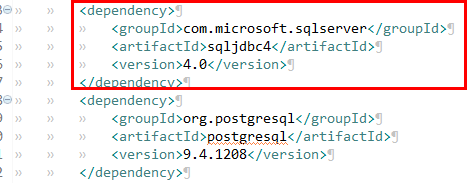 <dependency>
<groupId>com.microsoft.sqlserver</groupId>
<artifactId>sqljdbc4</artifactId>
<version>4.0</version>
</dependency>
<dependency>
<groupId>org.postgresql</groupId>
<artifactId>postgresql</artifactId>
<version>9.4.1208</version>
</dependency>